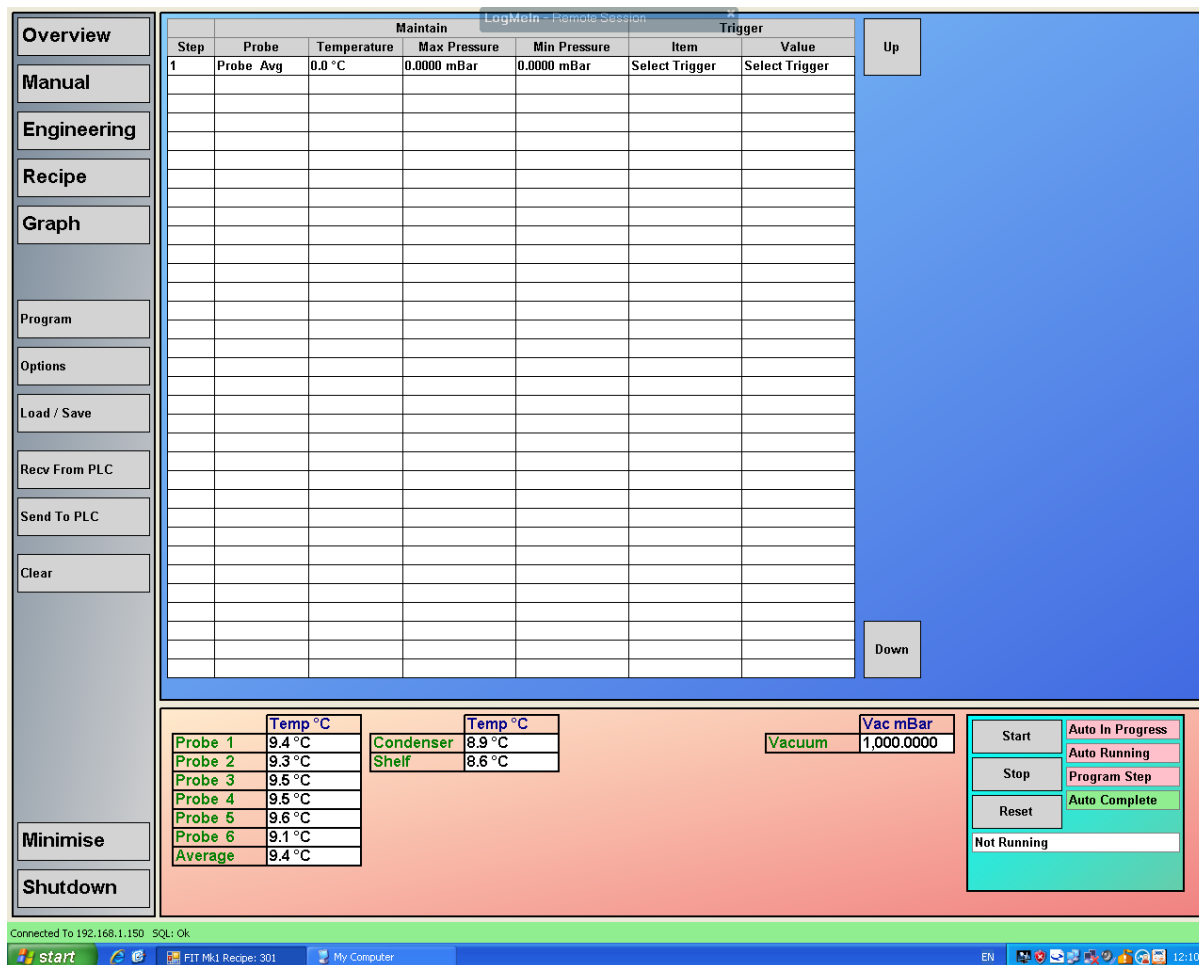 LogMeIn - Remote Session
Overview
Manual
Engineering
Recipe
Graph
Program
Options
Load / Save
Recv From PLC
Send To PLC
Clear
Minimise
Shutdown
Maintain Trigger
Step Probe Temperature Max Pressure Min Pressure Item Value
1 Probe Avg 0.0 °C 0.0000 mBar 0.0000 mBar Select Trigger Select Trigger
Up
Down
Temp °C
Probe 1 9.4 °C
Probe 2 9.3 °C
Probe 3 9.5 °C
Probe 4 9.5 °C
Probe 5 9.6 °C
Probe 6 9.1 °C
Average 9.4 °C
Temp °C
Condenser 8.9 °C
Shelf 8.6 °C
Vac mBar
Vacuum 1,000.0000
Start
Stop
Reset
Auto In Progress
Auto Running
Program Step
Auto Complete
Not Running
Connected To 192.168.1.150 SQL: Ok
start FIT Mk1 Recipe: 301 My Computer EN 12:10